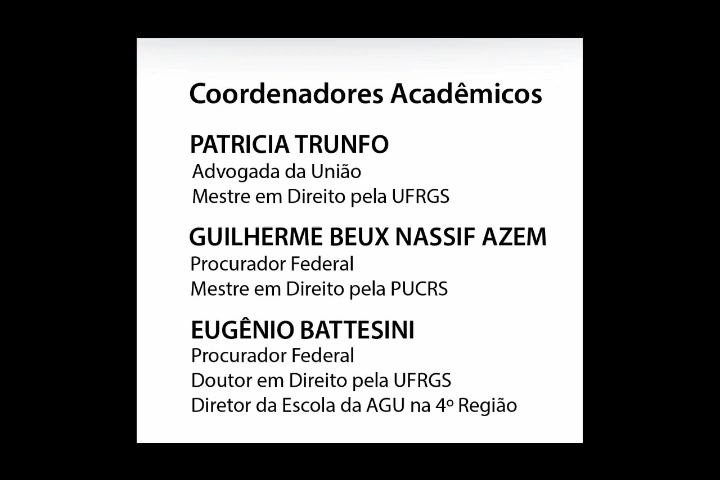 Coordenadores Acadêmicos
PATRICIA TRUNFO
Advogada da União
Mestre em Direito pela UFRGS
GUILHERME BEUX NASSIF AZEM
Procurador Federal
Mestre em Direito pela PUCRS
EUGÊNIO BATTESINI
Procurador Federal
Doutor em Direito pela UFRGS
Diretor da Escola da AGU na 4º Região